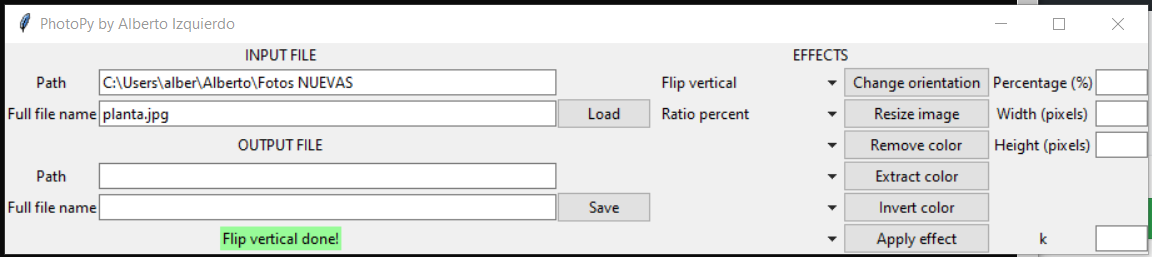 PhotoPy by Alberto Izquierdo
INPUT FILE EFFECTS
Path C:\Users\alber\Alberto\Fotos NUEVAS Flip vertical Change orientation Percentage (%)
Full file name planta.jpg Load Ratio percent Resize image Width (pixels)
OUTPUT FILE Remove color Height (pixels)
Path Extract color
Full file name Save Invert color
Flip vertical done! Apply effect k